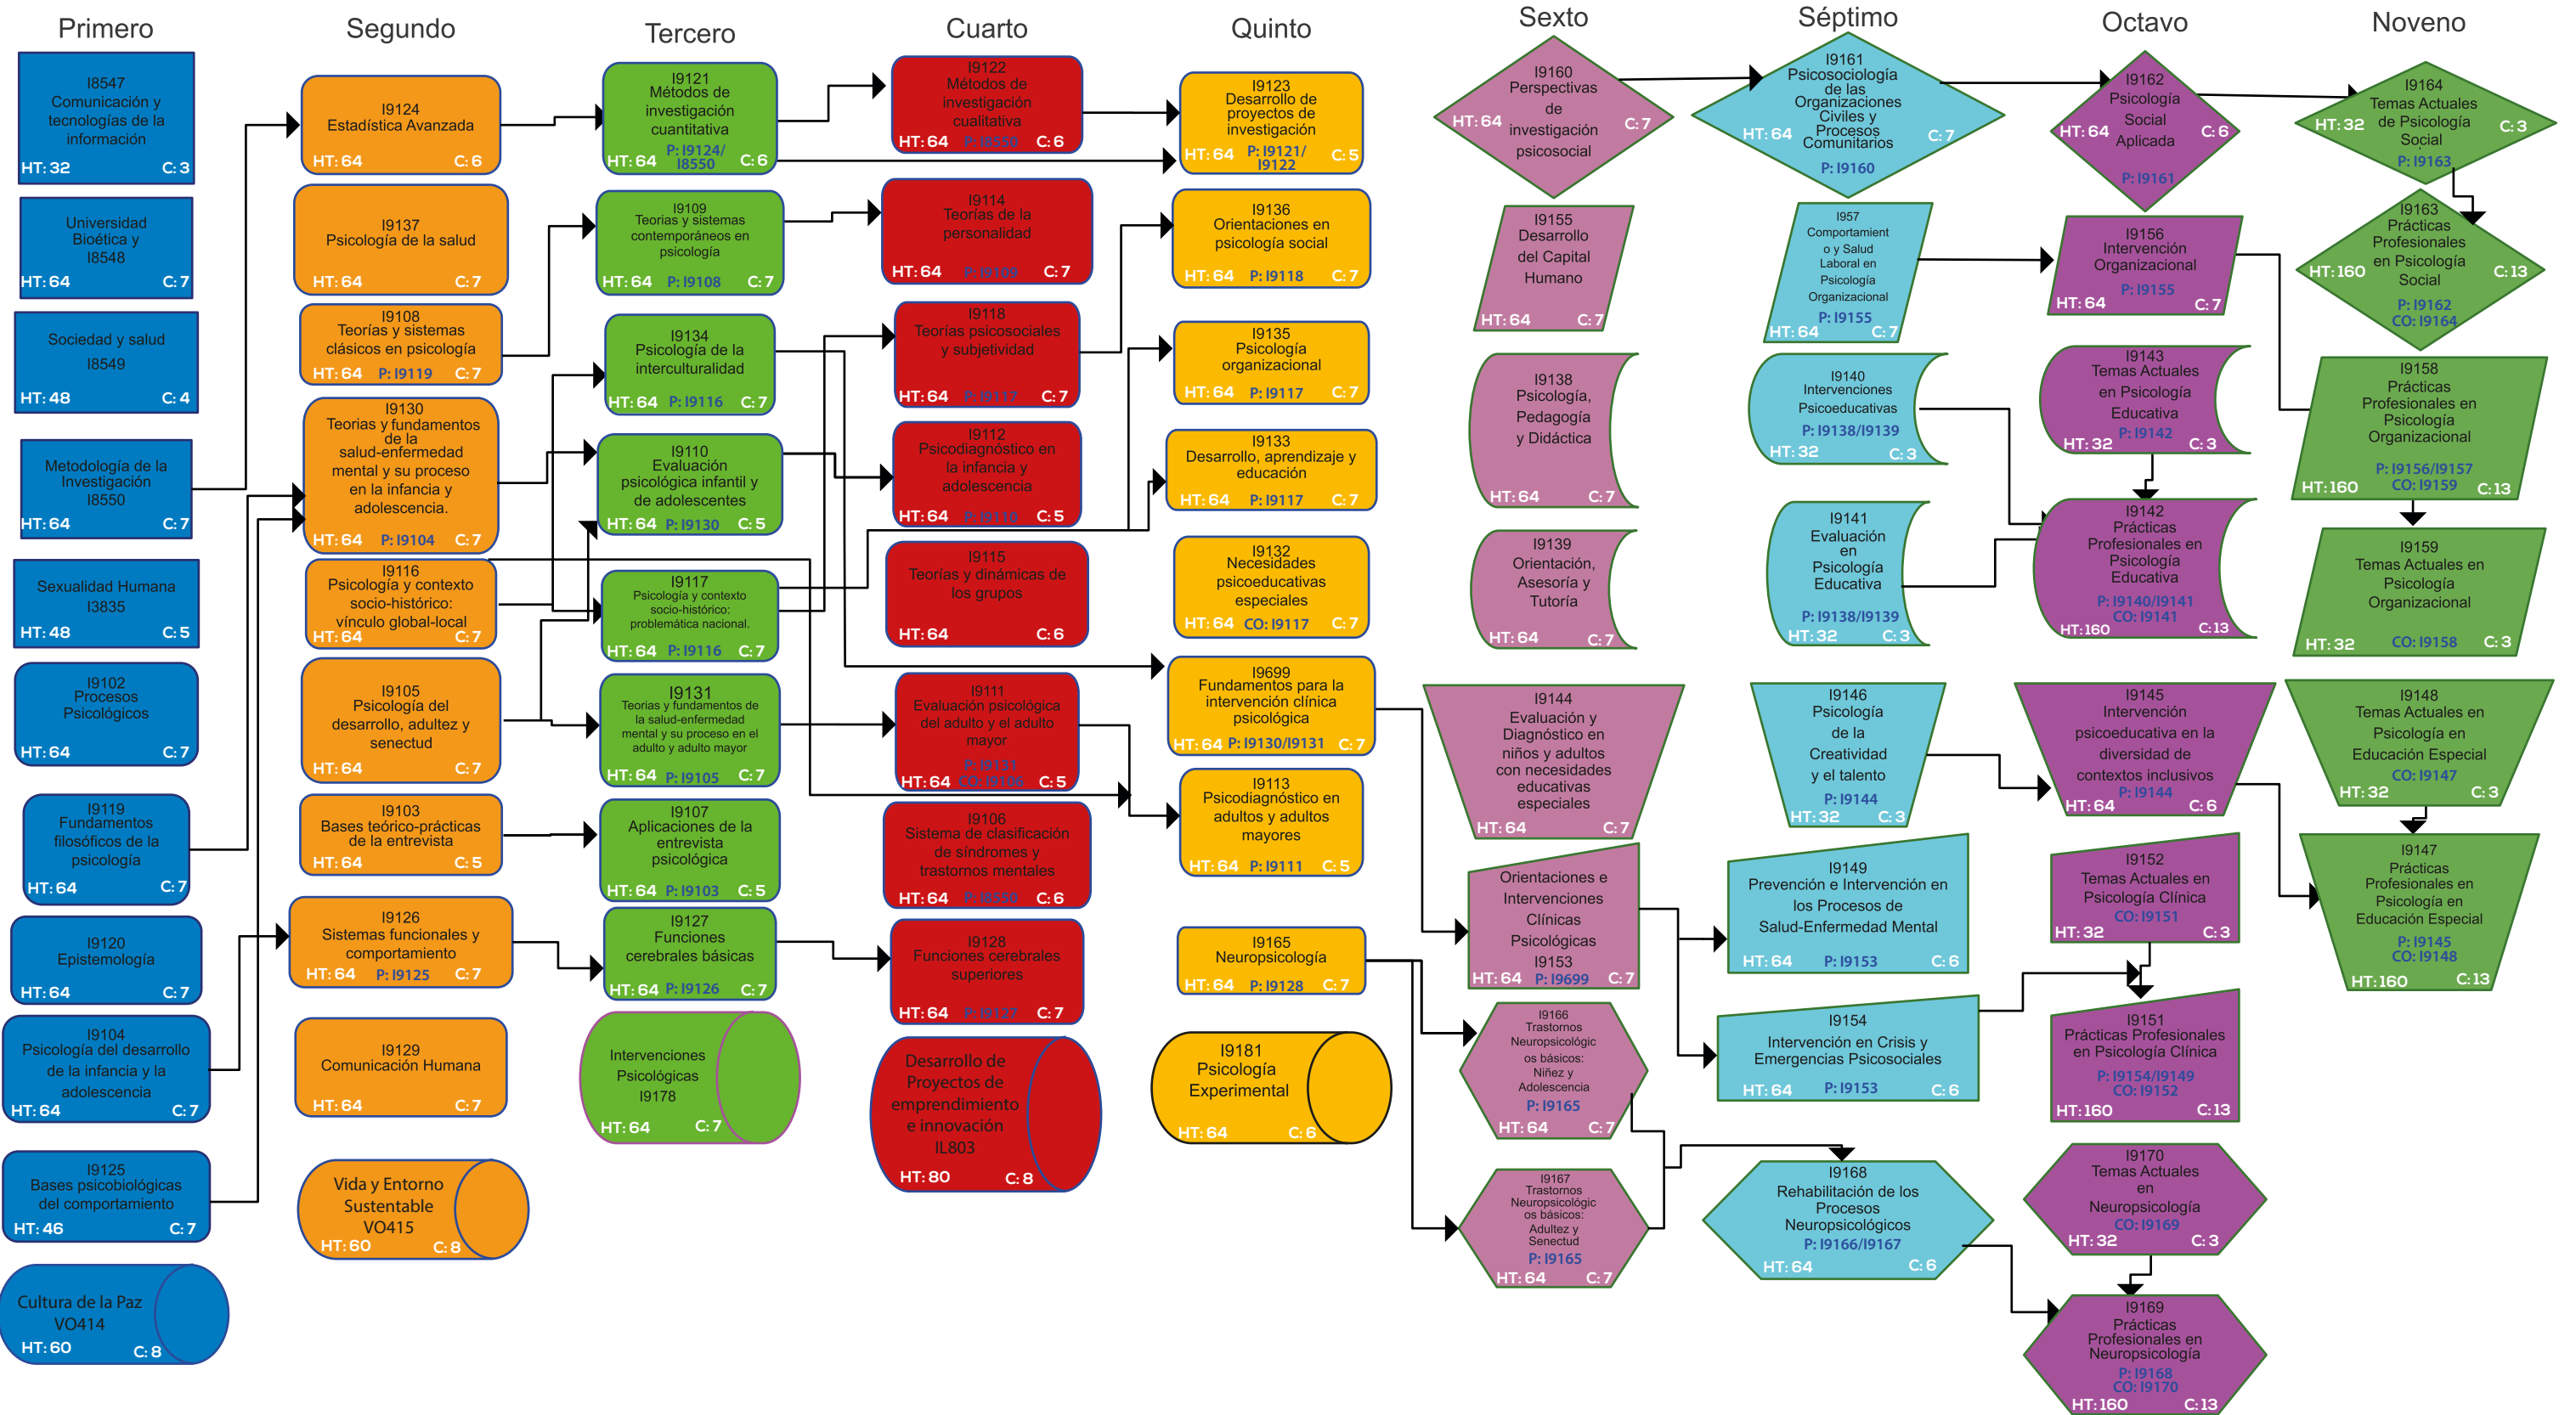 Primero
I8547
Comunicación y
tecnologías de la
información
HT: 32 C: 3
Universidad
Bioética y
I8548
HT: 64 C: 7
Sociedad y salud
I8549
HT: 48 C: 4
Metodología de la
Investigación
I8550
HT: 64 C: 7
Sexualidad Humana
I3835
HT: 48 C: 5
I9102
Procesos
Psicológicos
HT: 64 C: 7
I9119
Fundamentos
filosóficos de la
psicología
HT: 64 C: 7
I9120
Epistemología
HT: 64 C: 7
I9104
Psicología del desarrollo
de la infancia y la
adolescencia
HT: 64 C: 7
I9125
Bases psicobiológicas
del comportamiento
HT: 46 C: 7
Cultura de la Paz
VO414
HT: 60 C: 8
Segundo
I9124
Estadística Avanzada
HT: 64 C: 6
I9137
Psicología de la salud
HT: 64 C: 7
I9108
Teorías y sistemas
clásicos en psicología
HT: 64 P: I9119 C: 7
I9130
Teorias y fundamentos
de la
salud-enfermedad
mental y su proceso
en la infancia y
adolescencia.
HT: 64 P: I9104 C: 7
I9116
Psicología y contexto
socio-histórico:
vínculo global-local
HT: 64 C: 7
I9105
Psicología del
desarrollo, adultez y
senectud
HT: 64 C: 7
I9103
Bases teórico-prácticas
de la entrevista
HT: 64 C: 5
I9126
Sistemas funcionales y
comportamiento
HT: 64 P: I9125 C: 7
I9129
Comunicación Humana
HT: 64 C: 7
Vida y Entorno
Sustentable
VO415
HT: 60 C: 8
Tercero
I9121
Métodos de
investigación
cuantitativa
P: I9124/
HT: 64 I8550 C: 6
I9109
Teorías y sistemas
contemporáneos en
psicología
HT: 64 P: I9108 C: 7
I9134
Psicología de la
interculturalidad
HT: 64 P: I9116 C: 7
I9110
Evaluación
psicológica infantil y
de adolescentes
HT: 64 P: I9130 C: 5
I9117
Psicología y contexto
socio-histórico:
problemática nacional.
HT: 64 P: I9116 C: 7
I9131
Teorias y fundamentos de
la salud-enfermedad
mental y su proceso en el
adulto y adulto mayor
HT: 64 P: I9105 C: 7
I9107
Aplicaciones de la
entrevista
psicológica
HT: 64 P: I9103 C: 5
I9127
Funciones
cerebrales básicas
HT: 64 P: I9126 C: 7
Intervenciones
Psicológicas
I9178
HT: 64 C: 7
Cuarto
I9122
Métodos de
investigación
cualitativa
HT: 64 P: I8550 C: 6
I9114
Teorías de la
personalidad
HT: 64 P: I9109 C: 7
I9118
Teorías psicosociales
y subjetividad
HT: 64 P: I9117 C: 7
I9112
Psicodiagnóstico en
la infancia y
adolescencia
HT: 64 P: I9110 C: 5
I9115
Teorías y dinámicas de
los grupos
HT: 64 C: 6
I9111
Evaluación psicológica
del adulto y el adulto
mayor
P: I9131
HT: 64 CO: I9106 C: 5
I9106
Sistema de clasificación
de síndromes y
trastornos mentales
HT: 64 P: I8550 C: 6
I9128
Funciones cerebrales
superiores
HT: 64 P: I9127 C: 7
Desarrollo de
Proyectos de
emprendimiento
e innovación
IL803
HT: 80 C: 8
Quinto
I9123
Desarrollo de
proyectos de
investigación
HT: 64 P: I9121/ C: 5
I9122
I9136
Orientaciones en
psicología social
HT: 64 P: I9118 C: 7
I9135
Psicología
organizacional
HT: 64 P: I9117 C: 7
I9133
Desarrollo, aprendizaje y
educación
HT: 64 P: I9117 C: 7
I9132
Necesidades
psicoeducativas
especiales
HT: 64 CO: I9117 C: 7
I9699
Fundamentos para la
intervención clínica
psicológica
HT: 64 P: I9130/I9131 C: 7
I9113
Psicodiagnóstico en
adultos y adultos
mayores
HT: 64 P: I9111 C: 5
I9165
Neuropsicología
HT: 64 P: I9128 C: 7
I9181
Psicología
Experimental
HT: 64 C: 6
Sexto
I9160
Perspectivas
de
HT: 64 C: 7
investigación
psicosocial
I9155
Desarrollo
del Capital
Humano
HT: 64 C: 7
I9138
Psicología,
Pedagogía
y Didáctica
HT: 64 C: 7
I9139
Orientación,
Asesoría y
Tutoría
HT: 64 C: 7
I9144
Evaluación y
Diagnóstico en
niños y adultos
con necesidades
educativas
especiales
HT: 64 C: 7
Orientaciones e
Intervenciones
Clínicas
Psicológicas
I9153
HT: 64 P: I9699 C: 7
I9166
Trastornos
Neuropsicológic
os básicos:
Niñez y
Adolescencia
P: I9165
HT: 64 C: 7
I9167
Trastornos
Neuropsicológic
os básicos:
Adultez y
Senectud
P: I9165
HT: 64 C: 7
Séptimo
I9161
Psicosociología
de las
Organizaciones
Civiles y
HT: 64 Procesos C: 7
Comunitarios
P: I9160
I957
Comportamient
o y Salud
Laboral en
Psicología
Organizacional
P: I9155
HT: 64 C: 7
I9140
Intervenciones
Psicoeducativas
P: I9138/I9139
HT: 32 C: 3
I9141
Evaluación
en
Psicología
Educativa
P: I9138/I9139
HT: 32 C: 3
I9146
Psicología
de la
Creatividad
y el talento
P: I9144
HT: 32 C: 3
I9149
Prevención e Intervención en
los Procesos de
Salud-Enfermedad Mental
HT: 64 P: I9153 C: 6
I9154
Intervención en Crisis y
Emergencias Psicosociales
HT: 64 P: I9153 C: 6
I9168
Rehabilitación de los
Procesos
Neuropsicológicos
P: I9166/I9167
HT: 64 C: 6
Octavo
I9162
Psicología
Social
HT: 64 C: 6
Aplicada
P: I9161
I9156
Intervención
Organizacional
P: I9155
HT: 64 C: 7
I9143
Temas Actuales
en Psicología
Educativa
P: I9142
HT: 32 C: 3
I9142
Prácticas
Profesionales en
Psicología
Educativa
P: I9140/I9141
CO: I9141
HT:160 C: 13
I9145
Intervención
psicoeducativa en la
diversidad de
contextos inclusivos
P: I9144
HT: 64 C: 6
I9152
Temas Actuales en
Psicología Clínica
CO: I9151
HT: 32 C: 3
I9151
Prácticas Profesionales
en Psicología Clínica
P: I9154/I9149
CO: I9152
HT: 160 C: 13
I9170
Temas Actuales
en
Neuropsicología
CO: I9169
HT: 32 C: 3
I9169
Prácticas
Profesionales en
Neuropsicología
P: I9168
CO: I9170
HT: 160 C: 13
Noveno
I9164
Temas Actuales
HT: 32 de Psicología C: 3
Social
P: I9163
I9163
Prácticas
Profesionales
en Psicología
HT: 160 Social C: 13
P: I9162
CO: I9164
I9158
Prácticas
Profesionales en
Psicología
Organizacional
P: I9156/I9157
CO: I9159
HT:160 C: 13
I9159
Temas Actuales en
Psicología
Organizacional
HT: 32 CO: I9158 C: 3
I9148
Temas Actuales en
Psicología en
Educación Especial
CO: I9147
HT: 32 C: 3
I9147
Prácticas
Profesionales en
Psicología en
Educación Especial
P: I9145
CO: I9148
HT: 160 C: 13